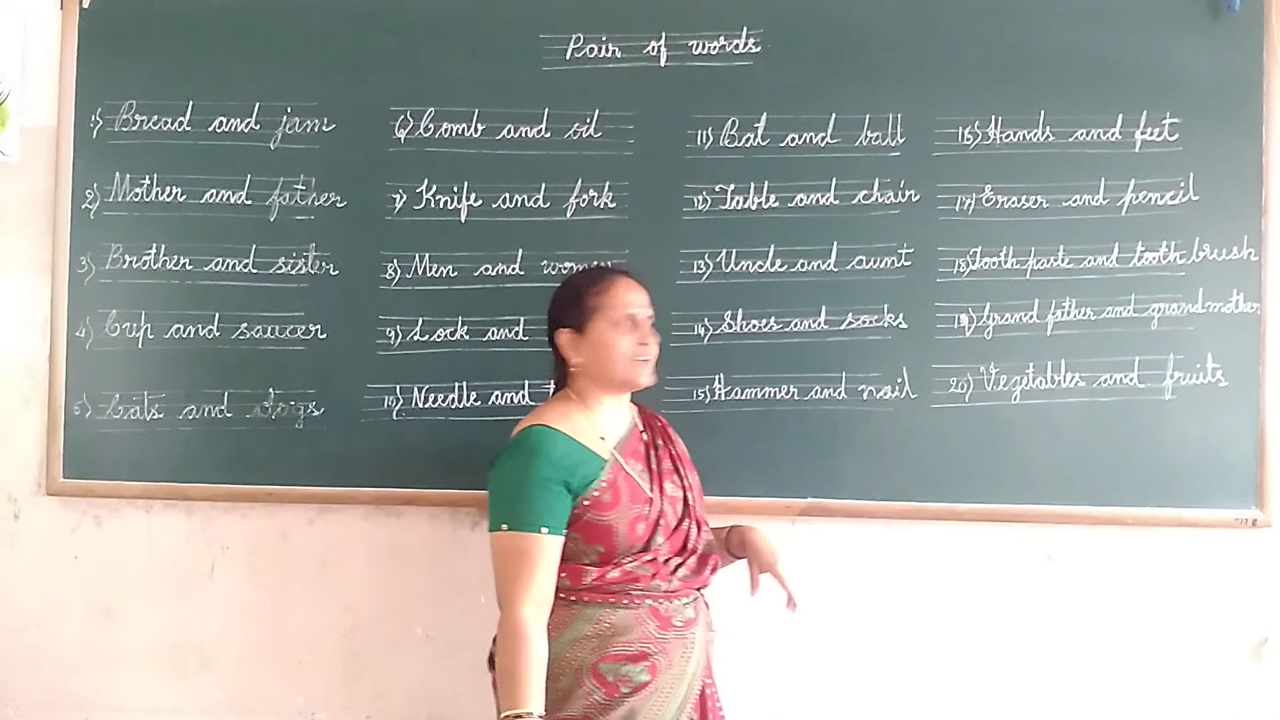 Pair of words
1) Bread and jam
2) Mother and father
3) Brother and sister
4) Cup and saucer
5) Cats and dogs
6) Comb and oil
7) Knife and fork
8) Men and women
9) Lock and
10) Needle and
11) Bat and ball
12) Table and chair
13) Uncle and aunt
14) Shoes and socks
15) Hammer and nail
16) Hands and feet
17) Eraser and pencil
18) Tooth paste and tooth brush
19) Grand father and grandmother
20) Vegetables and fruits